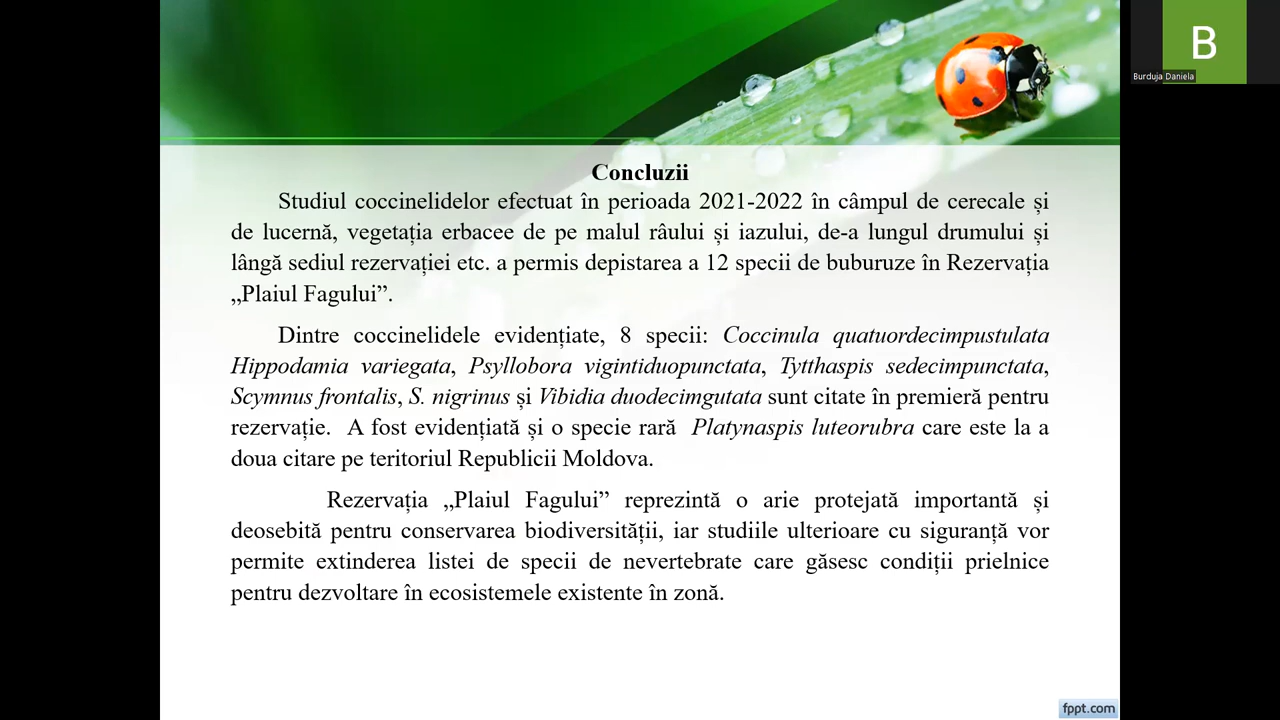 B
Burduja Daniela
Concluzii
Studiul coccinelidelor efectuat în perioada 2021-2022 în câmpul de cerecale și
de lucernă, vegetația erbacee de pe malul râului și iazului, de-a lungul drumului și
lângă sediul rezervației etc. a permis depistarea a 12 specii de buburuze în Rezervația
„Plaiul Fagului”.
Dintre coccinelidele evidențiate, 8 specii: Coccinula quatuordecimpustulata
Hippodamia variegata, Psyllobora vigintiduopunctata, Tytthaspis sedecimpunctata,
Scymnus frontalis, S. nigrinus și Vibidia duodecimgutata sunt citate în premieră pentru
rezervație. A fost evidențiată și o specie rară Platynaspis luteorubra care este la a
doua citare pe teritoriul Republicii Moldova.
Rezervația „Plaiul Fagului” reprezintă o arie protejată importantă și
deosebită pentru conservarea biodiversității, iar studiile ulterioare cu siguranță vor
permite extinderea listei de specii de nevertebrate care găsesc condiții prielnice
pentru dezvoltare în ecosistemele existente în zonă.
fppt.com